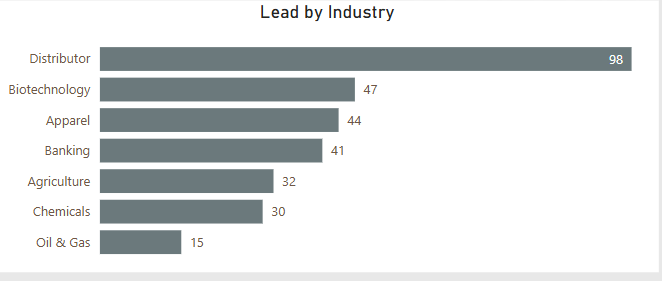 Lead by Industry
Distributor 98
Biotechnology 47
Apparel 44
Banking 41
Agriculture 32
Chemicals 30
Oil & Gas 15